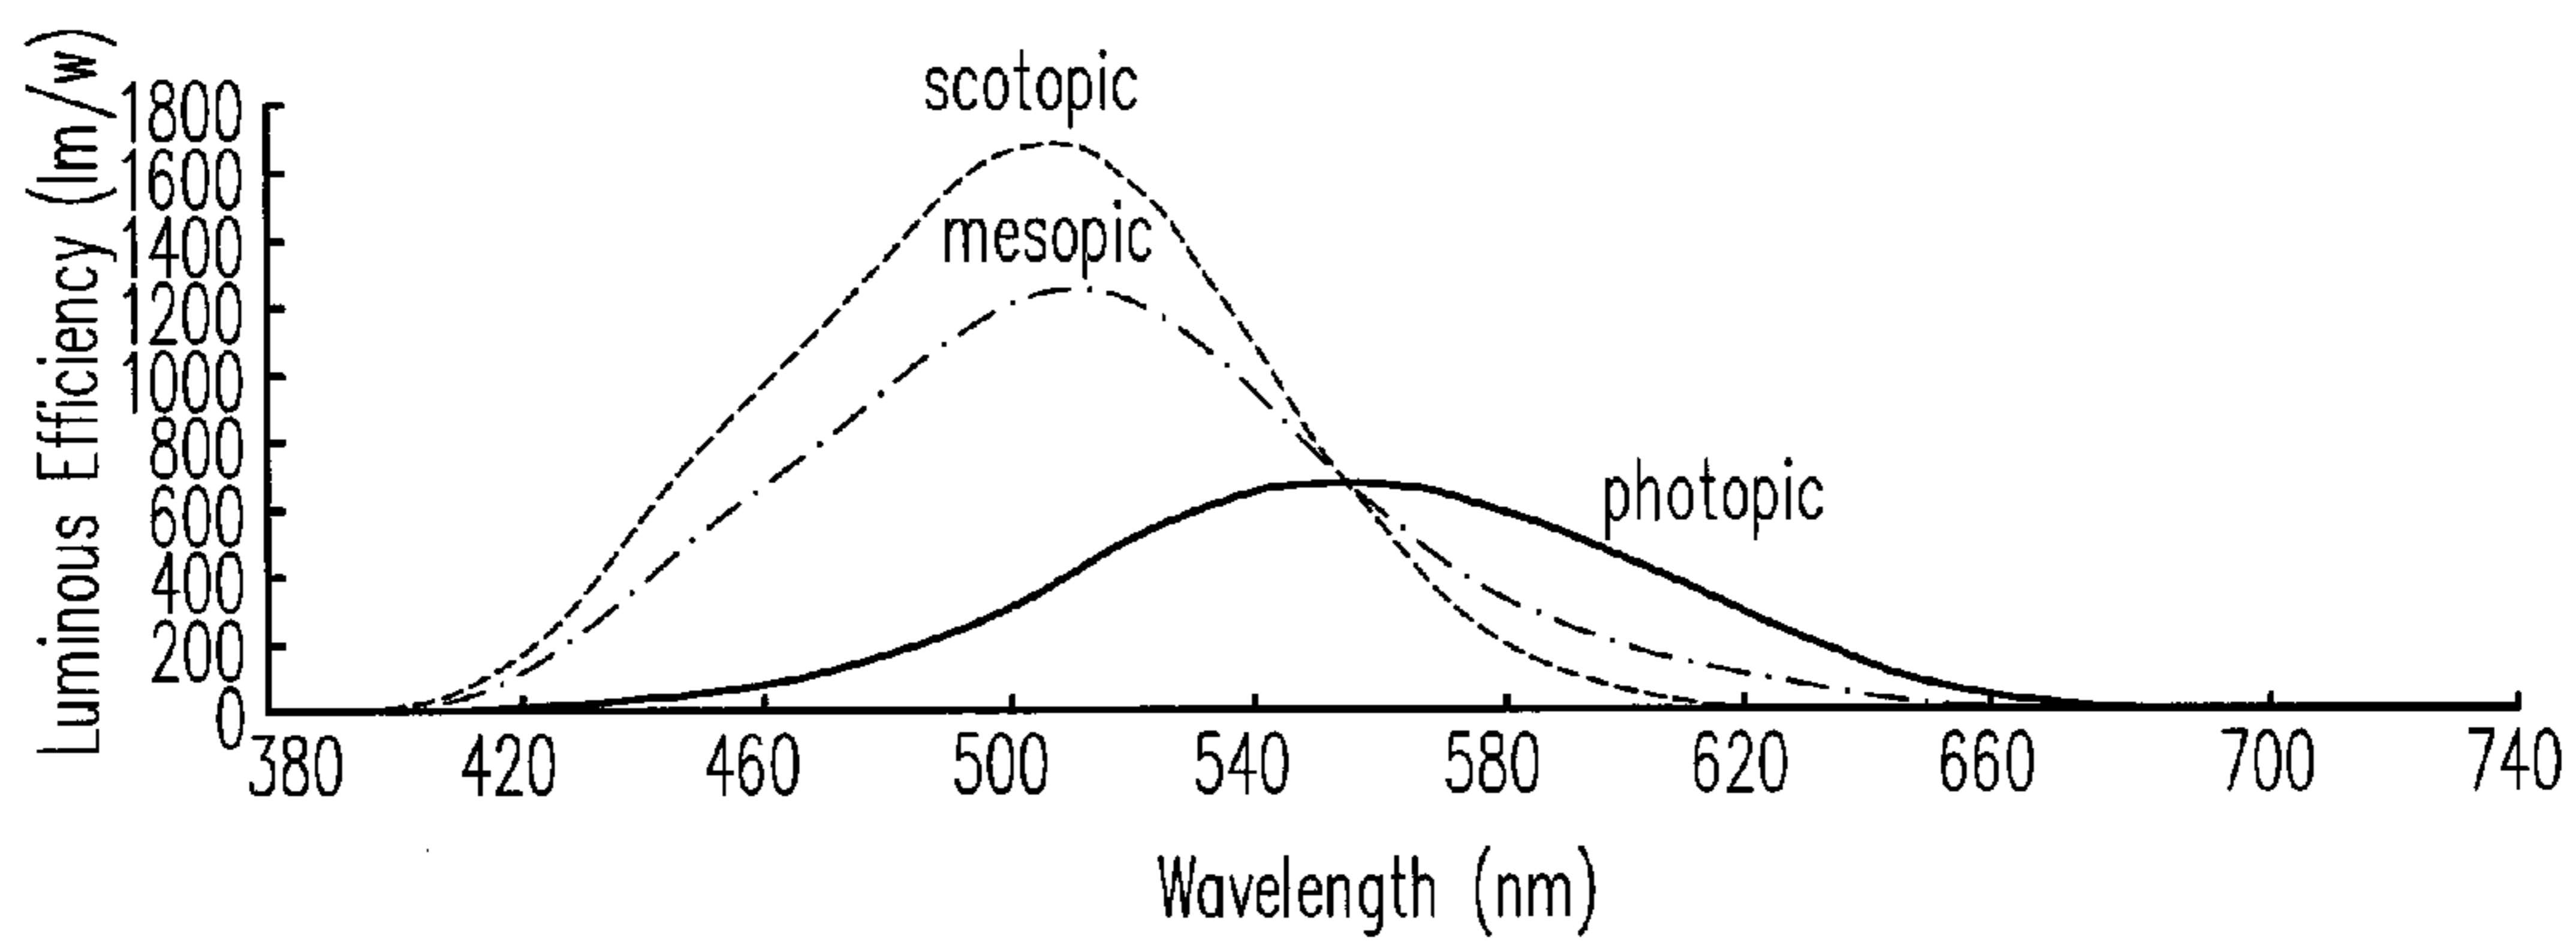 Luminous Efficiency (lm/w)
1800
1600
1400
1200
1000
800
600
400
200
0
scotopic
mesopic
photopic
380 420 460 500 540 580 620 660 700 740
Wavelength (nm)